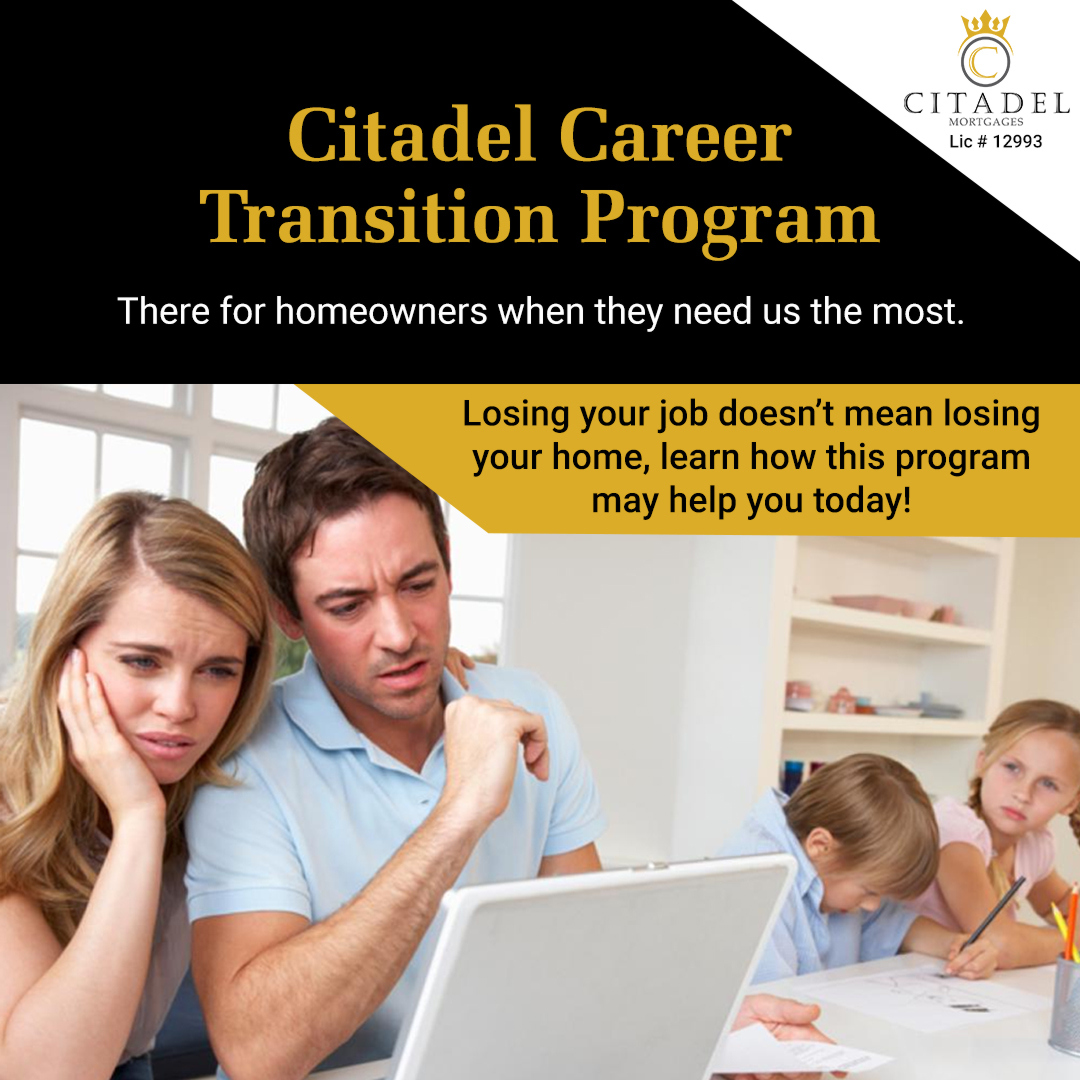 C
CITADEL
MORTGAGES
Lic # 12993
Citadel Career
Transition Program
There for homeowners when they need us the most.
Losing your job doesn’t mean losing
your home, learn how this program
may help you today!